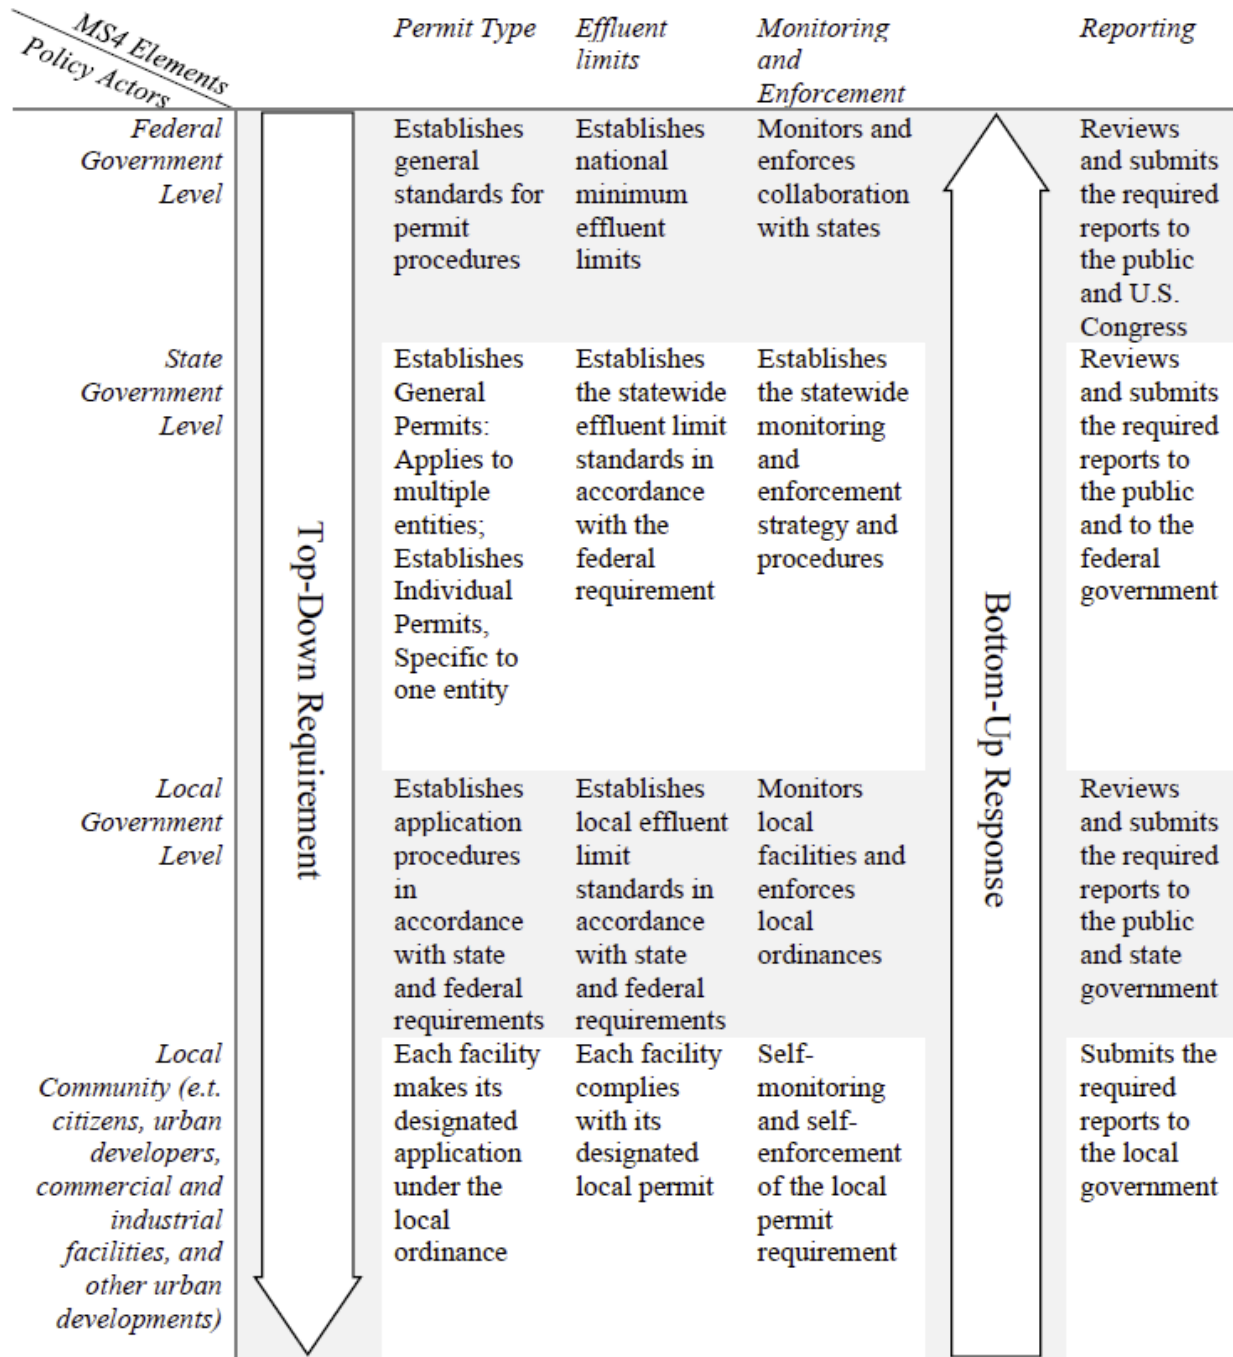 MS4 Elements
Policy Actors
Permit Type
Effluent
limits
Monitoring
and
Enforcement
Reporting
Federal
Government
Level
Establishes
general
standards for
permit
procedures
Establishes
national
minimum
effluent
limits
Monitors and
enforces
collaboration
with states
Reviews
and submits
the required
reports to
the public
and U.S.
Congress
State
Government
Level
Establishes
General
Permits:
Applies to
multiple
entities;
Establishes
Individual
Permits,
Specific to
one entity
Establishes
the statewide
effluent limit
standards in
accordance
with the
federal
requirement
Establishes
the statewide
monitoring
and
enforcement
strategy and
procedures
Reviews
and submits
the required
reports to
the public
and to the
federal
government
Top-Down Requirement
Bottom-Up Response
Local
Government
Level
Establishes
application
procedures
in
accordance
with state
and federal
requirements
Establishes
local effluent
limit
standards in
accordance
with state
and federal
requirements
Monitors
local
facilities and
enforces
local
ordinances
Reviews
and submits
the required
reports to
the public
and state
government
Local
Community (e.t.
citizens, urban
developers,
commercial and
industrial
facilities, and
other urban
developments)
Each facility
makes its
designated
application
under the
local
ordinance
Each facility
complies
with its
designated
local permit
Self-
monitoring
and self-
enforcement
of the local
permit
requirement
Submits the
required
reports to
the local
government